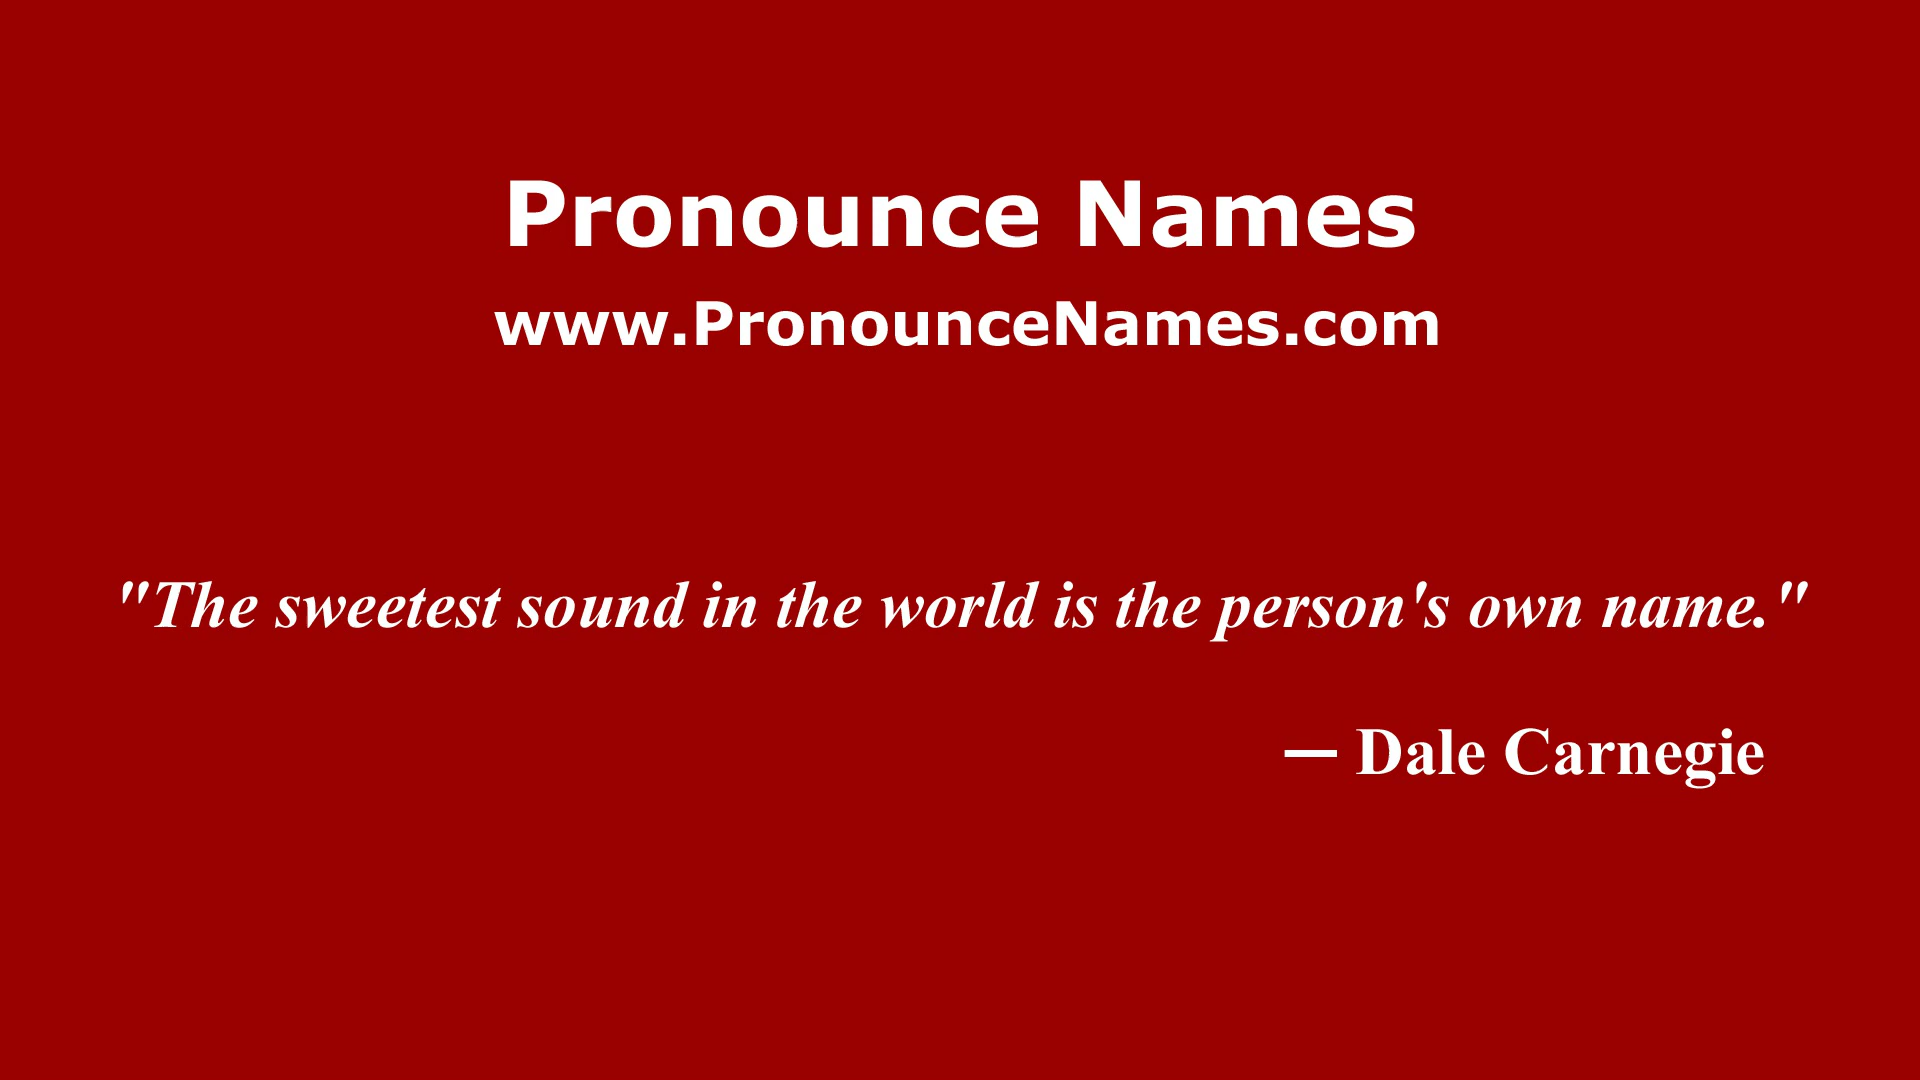 Pronounce Names
www.PronounceNames.com
"The sweetest sound in the world is the person's own name."
— Dale Carnegie